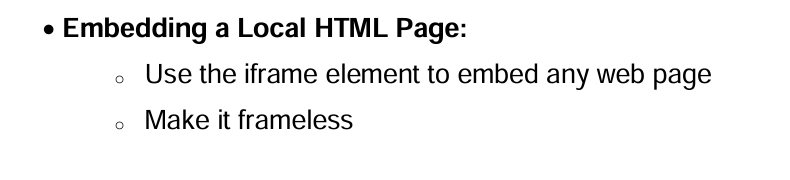 • Embedding a Local HTML Page:
○ Use the iframe element to embed any web page
○ Make it frameless